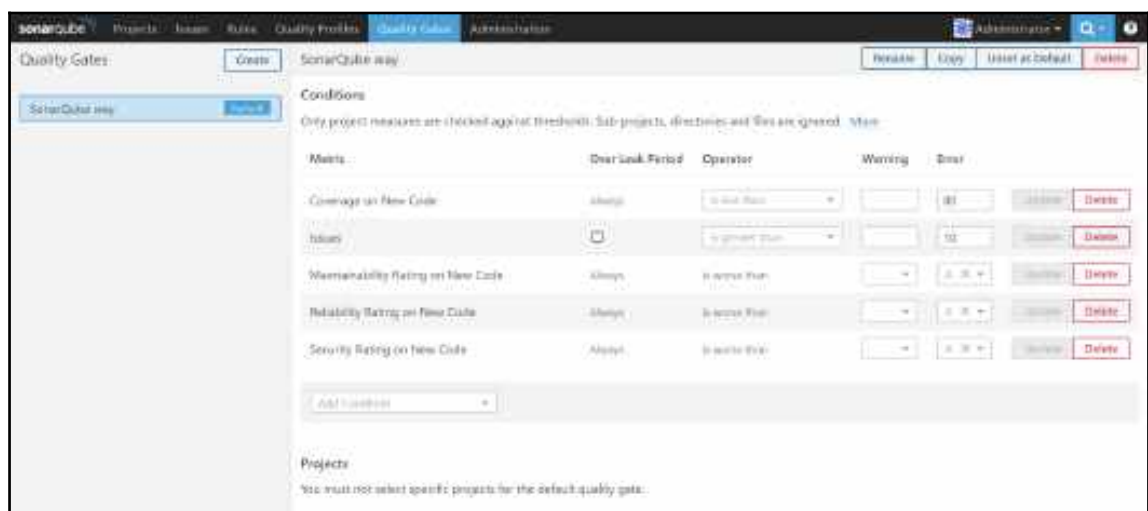 sonarqube Projects Issues Rules Quality Profiles Quality Gates Administration Administrator
Quality Gates Create SonarQube way Rename Copy Unset as Default Delete
SonarQube way Default
Conditions
Only project measures are checked against thresholds. Sub-projects, directories and files are ignored. More
Metric Over Leak Period Operator Warning Error
Coverage on New Code Always is less than 80 Update Delete
Issues is greater than 10 Update Delete
Maintainability Rating on New Code Always is worse than A Update Delete
Reliability Rating on New Code Always is worse than A Update Delete
Security Rating on New Code Always is worse than A Update Delete
Add Condition
Projects
You must not select specific projects for the default quality gate.